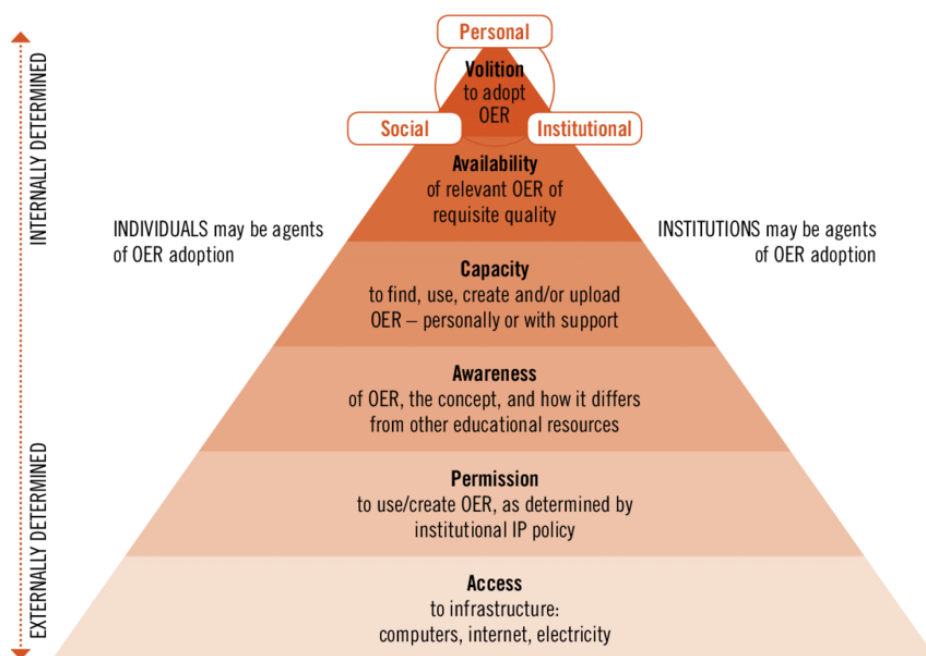 Personal
Volition
to adopt
OER
Social
Institutional
Availability
of relevant OER of
requisite quality
INTERNALLY DETERMINED
INDIVIDUALS may be agents
of OER adoption
INSTITUTIONS may be agents
of OER adoption
Capacity
to find, use, create and/or upload
OER – personally or with support
Awareness
of OER, the concept, and how it differs
from other educational resources
Permission
to use/create OER, as determined by
institutional IP policy
EXTERNALLY DETERMINED
Access
to infrastructure:
computers, internet, electricity